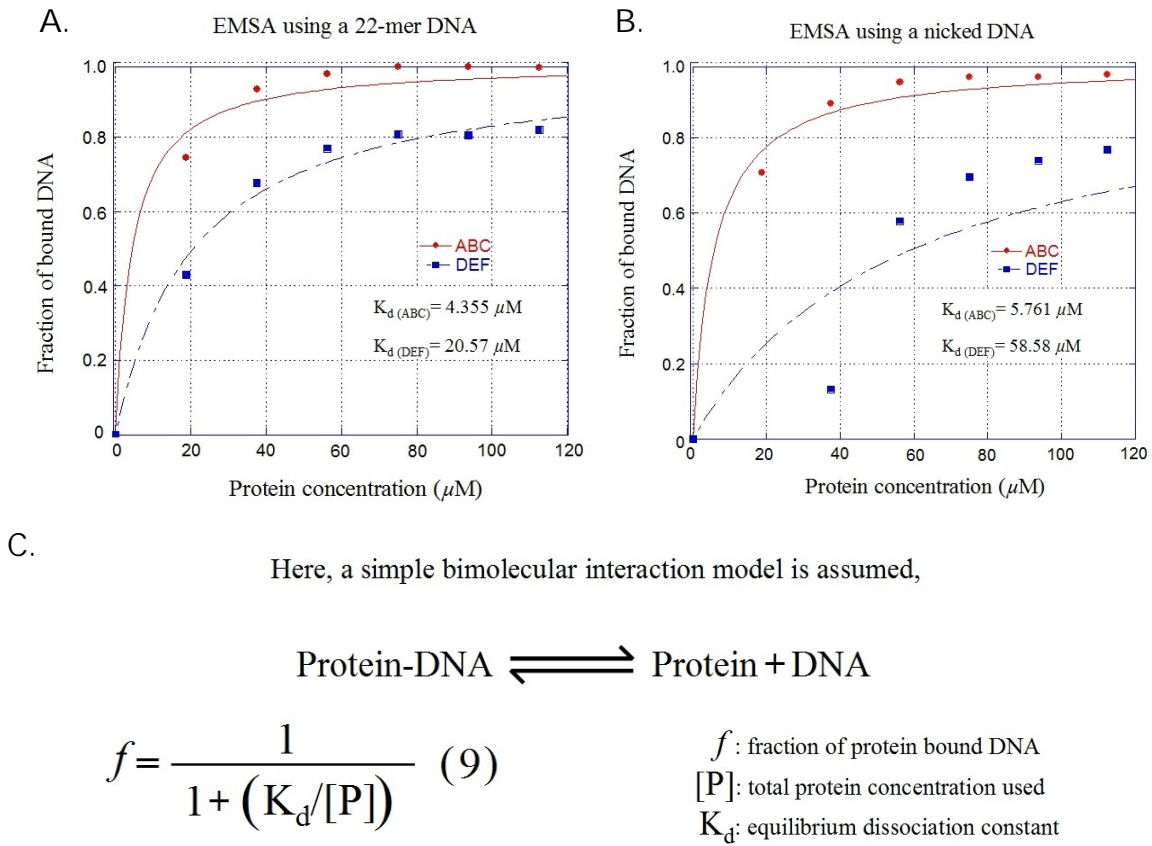 A.
EMSA using a 22-mer DNA
1.0
0.8
0.6
0.4
0.2
0
0 20 40 60 80 100 120
Fraction of bound DNA
Protein concentration (µM)
ABC
DEF
Kd (ABC)= 4.355 µM
Kd (DEF)= 20.57 µM
B.
EMSA using a nicked DNA
1.0
0.8
0.6
0.4
0.2
0
0 20 40 60 80 100 120
Fraction of bound DNA
Protein concentration (µM)
ABC
DEF
Kd (ABC)= 5.761 µM
Kd (DEF)= 58.58 µM
C.
Here, a simple bimolecular interaction model is assumed,
Protein-DNA ⇌ Protein + DNA
f = 1 / (1 + (Kd/[P])) (9)
f : fraction of protein bound DNA
[P]: total protein concentration used
Kd: equilibrium dissociation constant